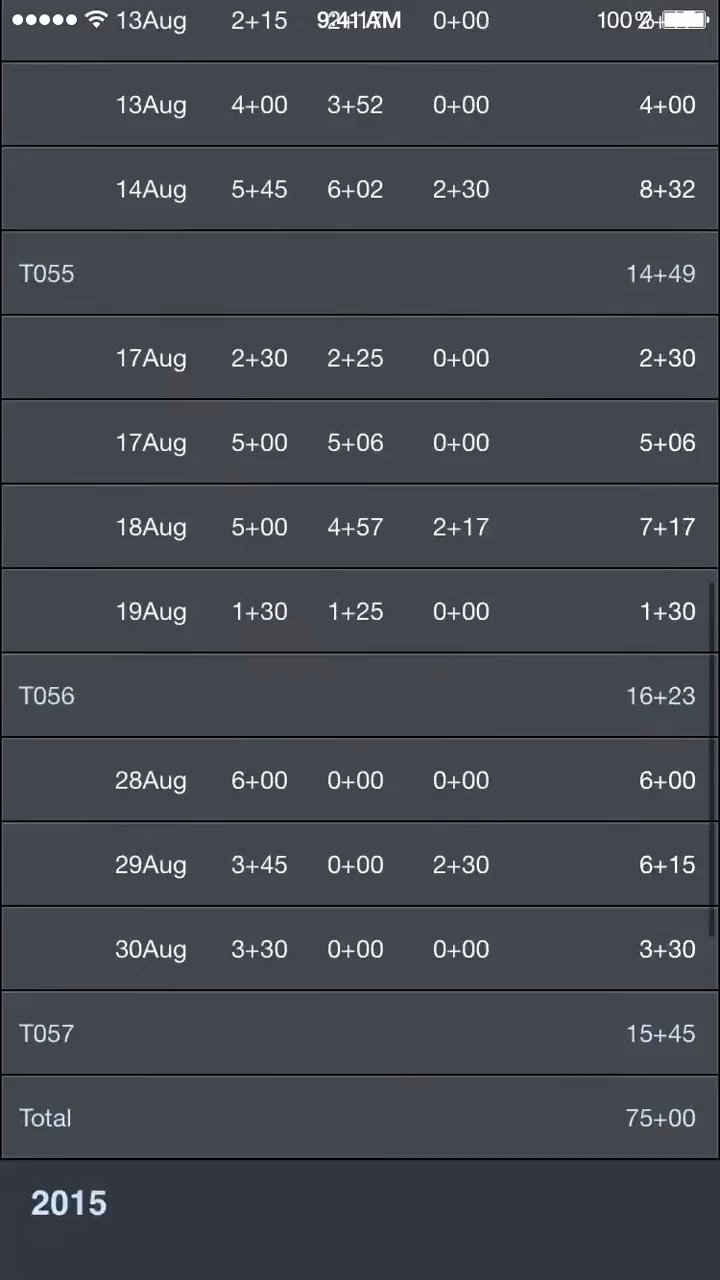 13Aug 2+15 0+00
9:41 AM 100%
13Aug 4+00 3+52 0+00 4+00
14Aug 5+45 6+02 2+30 8+32
T055 14+49
17Aug 2+30 2+25 0+00 2+30
17Aug 5+00 5+06 0+00 5+06
18Aug 5+00 4+57 2+17 7+17
19Aug 1+30 1+25 0+00 1+30
T056 16+23
28Aug 6+00 0+00 0+00 6+00
29Aug 3+45 0+00 2+30 6+15
30Aug 3+30 0+00 0+00 3+30
T057 15+45
Total 75+00
2015